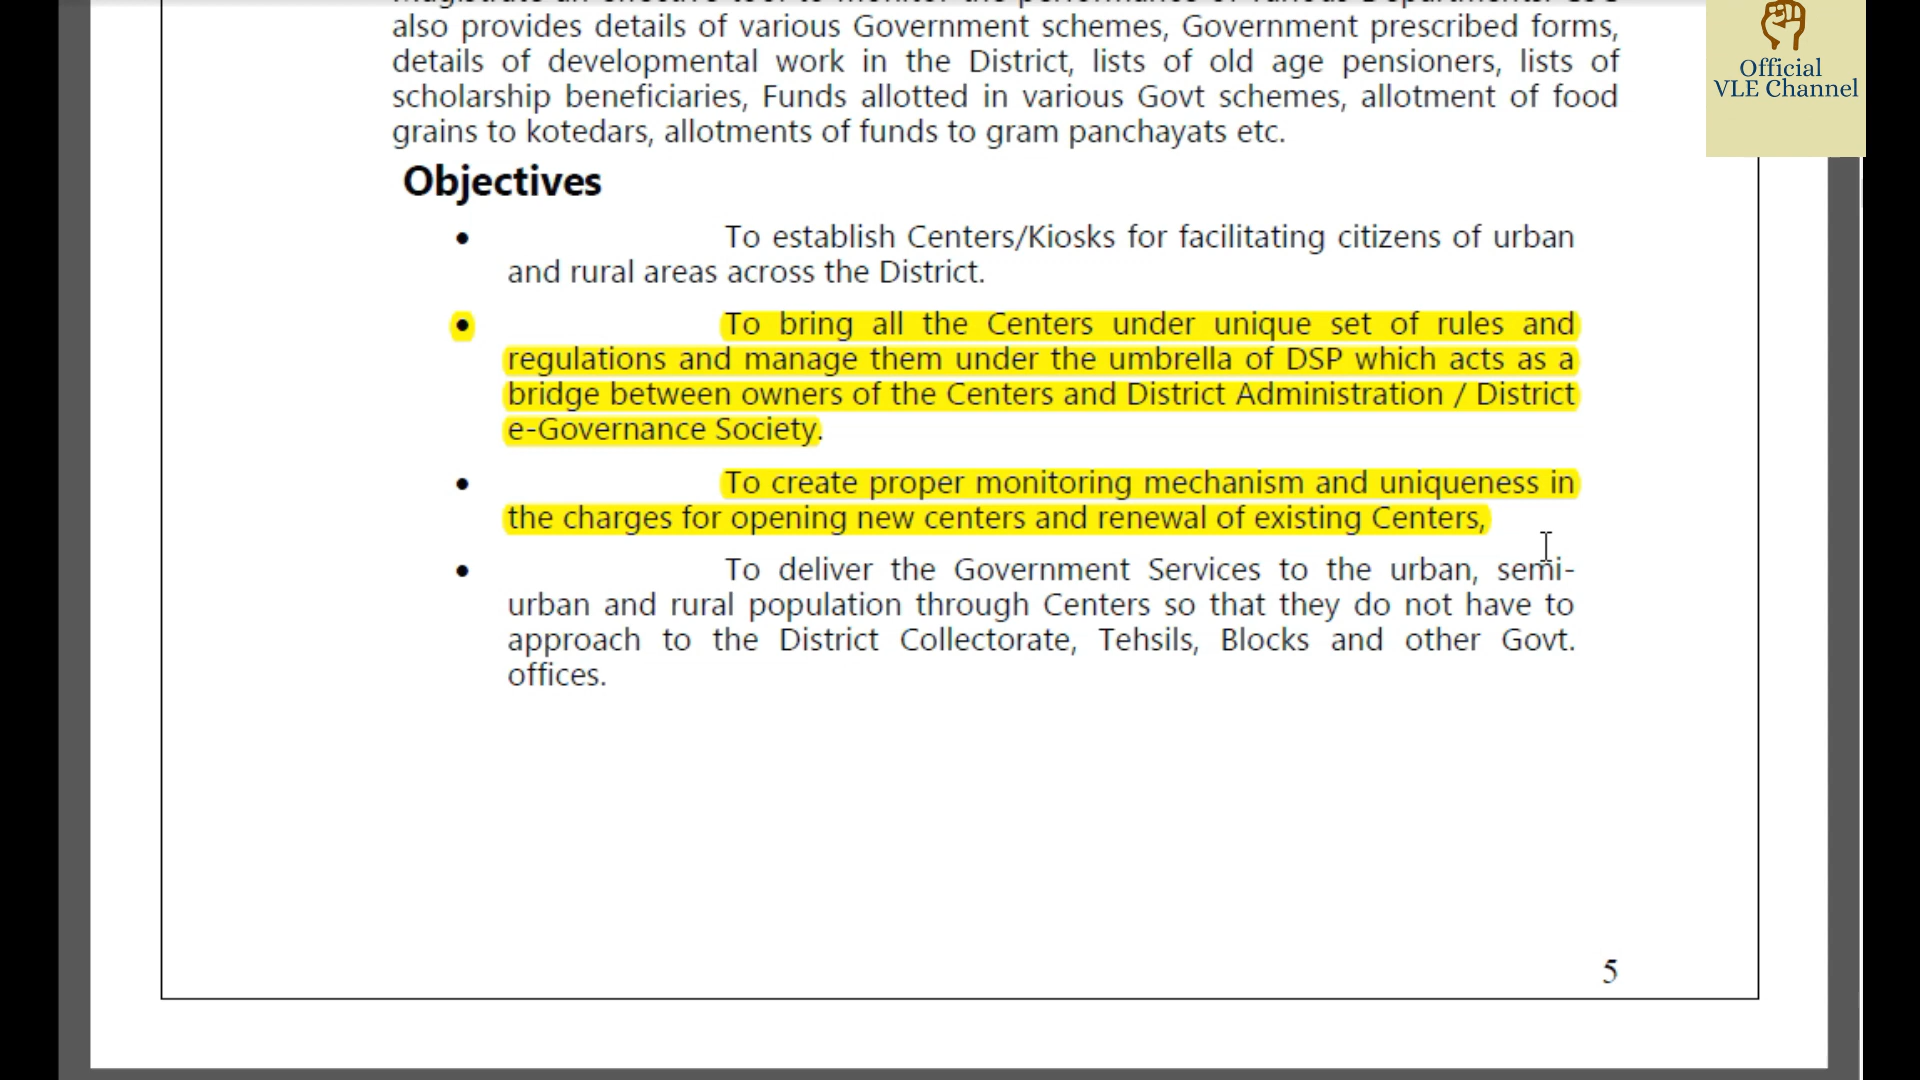 also provides details of various Government schemes, Government prescribed forms,
details of developmental work in the District, lists of old age pensioners, lists of
scholarship beneficiaries, Funds allotted in various Govt schemes, allotment of food
grains to kotedars, allotments of funds to gram panchayats etc.
Official
VLE Channel
Objectives
• To establish Centers/Kiosks for facilitating citizens of urban
and rural areas across the District.
• To bring all the Centers under unique set of rules and
regulations and manage them under the umbrella of DSP which acts as a
bridge between owners of the Centers and District Administration / District
e-Governance Society.
• To create proper monitoring mechanism and uniqueness in
the charges for opening new centers and renewal of existing Centers,
• To deliver the Government Services to the urban, semi-
urban and rural population through Centers so that they do not have to
approach to the District Collectorate, Tehsils, Blocks and other Govt.
offices.
5